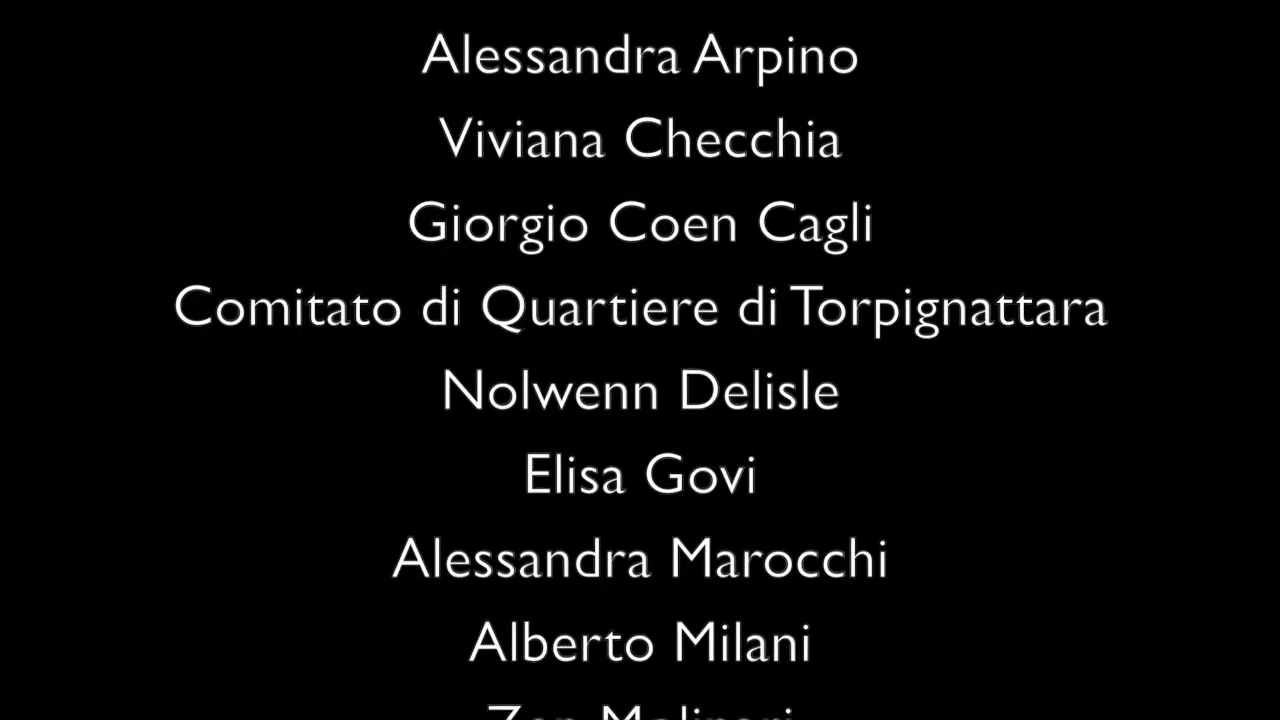 Alessandra Arpino
Viviana Checchia
Giorgio Coen Cagli
Comitato di Quartiere di Torpignattara
Nolwenn Delisle
Elisa Govi
Alessandra Marocchi
Alberto Milani